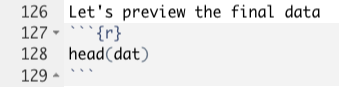 126 Let's preview the final data
127 ```{r}
128 head(dat)
129 ```